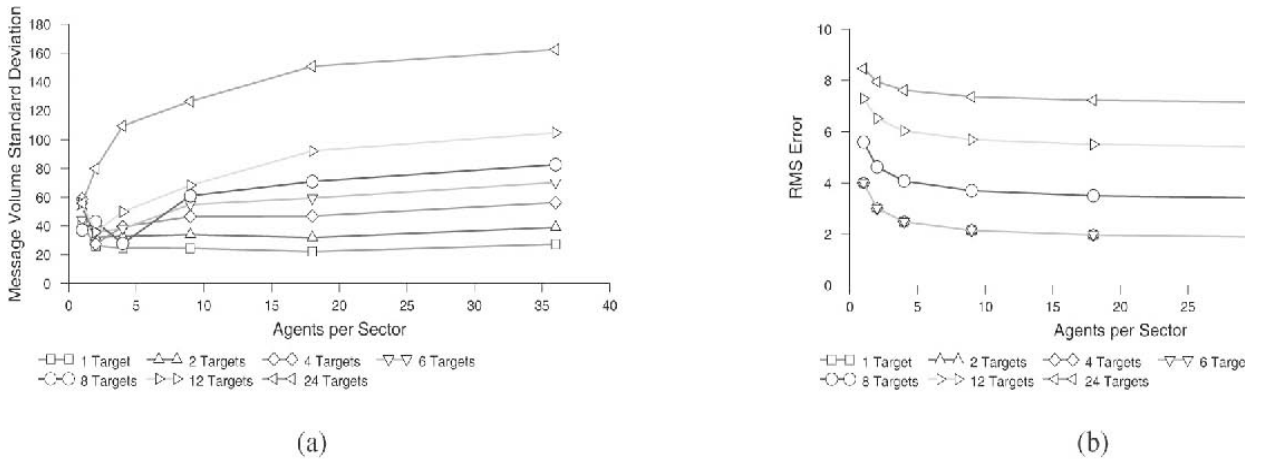 Message Volume Standard Deviation
180
160
140
120
100
80
60
40
20
0
0 5 10 15 20 25 30 35 40
Agents per Sector
1 Target 2 Targets 4 Targets 6 Targets
8 Targets 12 Targets 24 Targets
(a)
RMS Error
10
8
6
4
2
0
0 5 10 15 20 25
Agents per Sector
1 Target 2 Targets 4 Targets 6 Targe
8 Targets 12 Targets 24 Targets
(b)